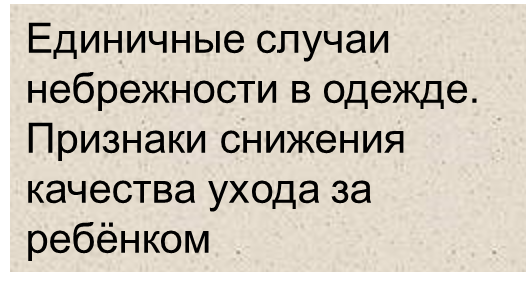 Единичные случаи
небрежности в одежде.
Признаки снижения
качества ухода за
ребёнком